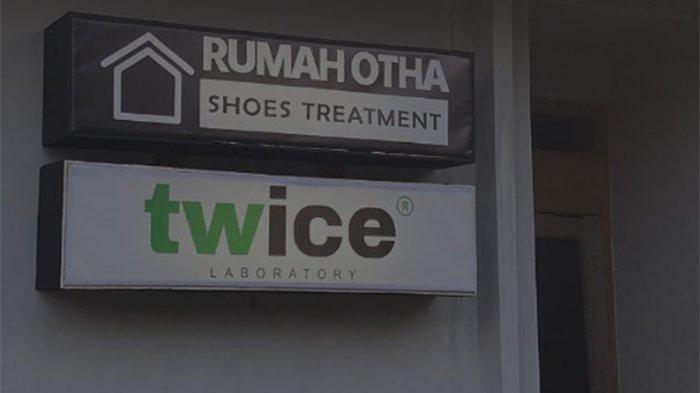 RUMAH OTHA
SHOES TREATMENT
twice®
LABORATORY